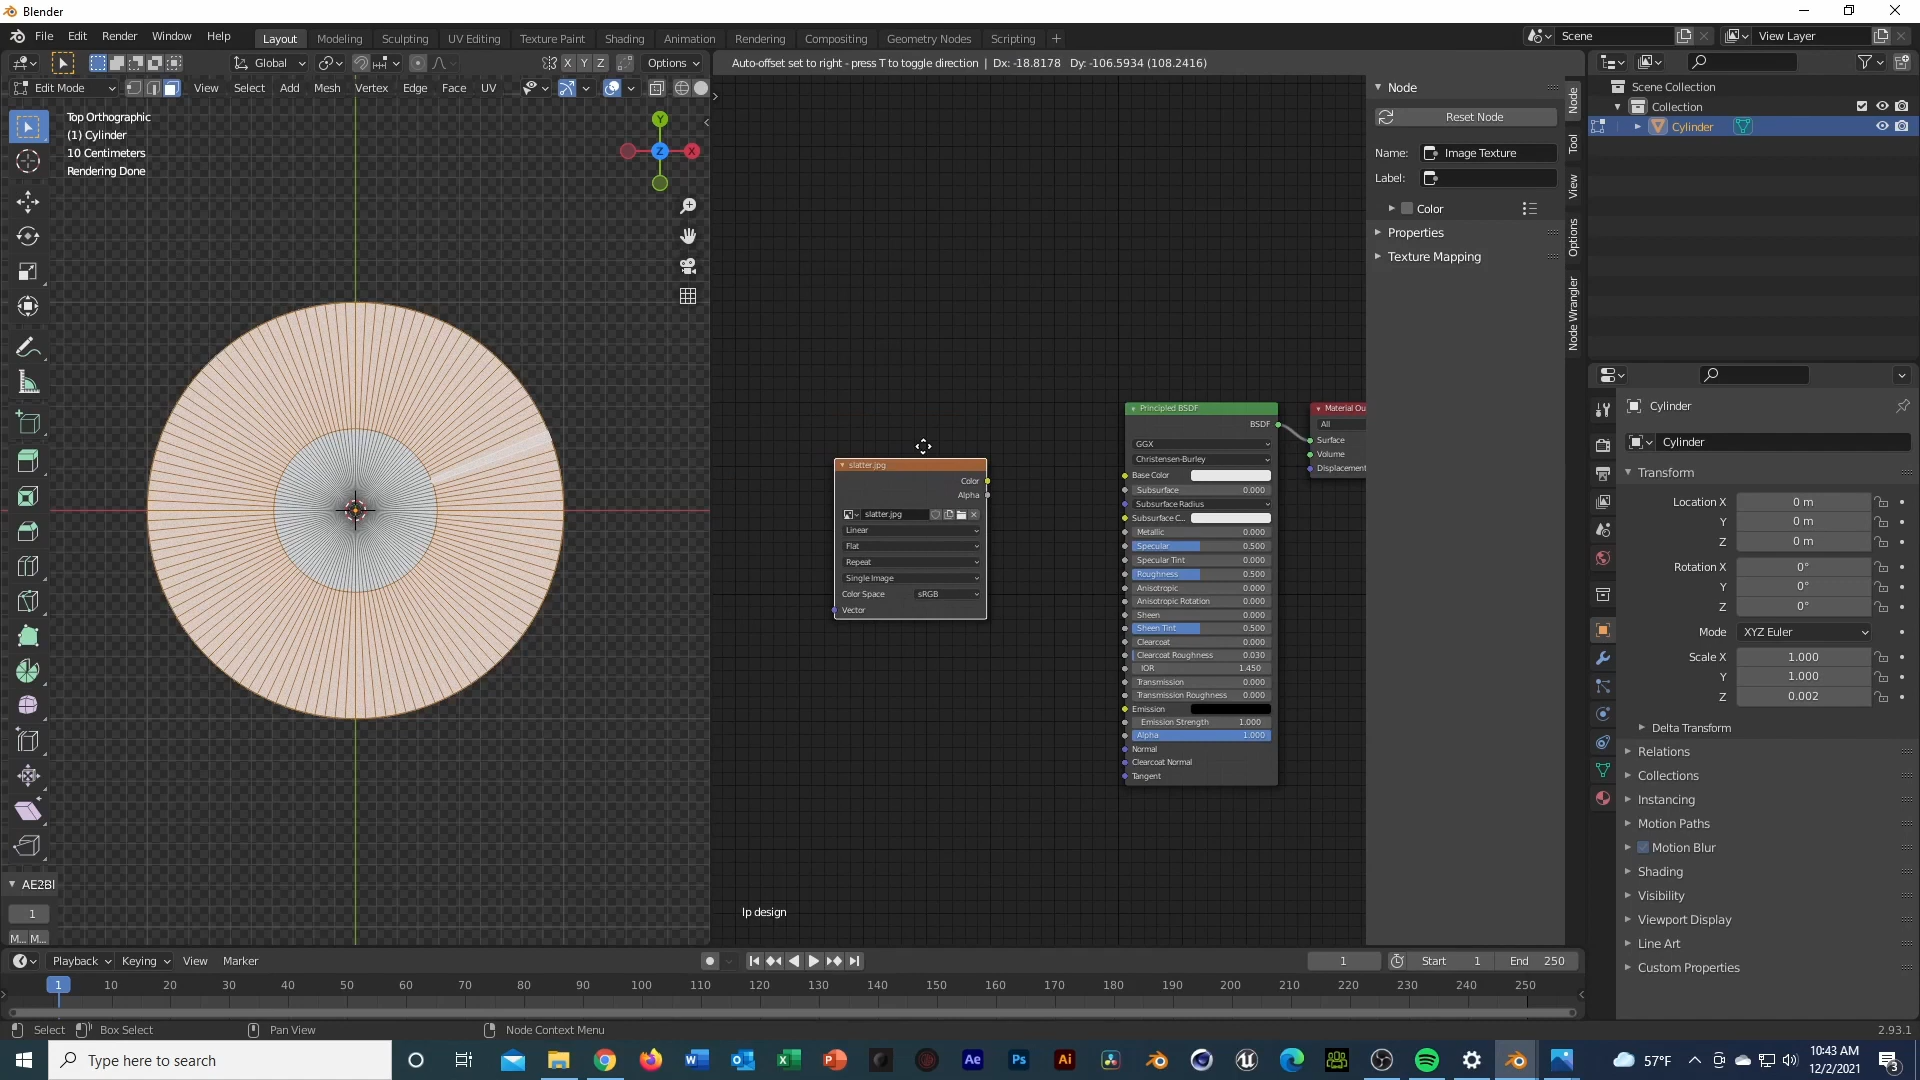 Blender
File Edit Render Window Help
Layout Modeling Sculpting UV Editing Texture Paint Shading Animation Rendering Compositing Geometry Nodes Scripting +
Scene
View Layer
Global
X Y Z
Options
Auto-offset set to right - press T to toggle direction | Dx: -18.8178 Dy: -106.5934 (108.2416)
Edit Mode
View Select Add Mesh Vertex Edge Face UV
Top Orthographic
(1) Cylinder
10 Centimeters
Rendering Done
Y
Z
X
Node
Reset Node
Name: Image Texture
Label:
Color
Properties
Texture Mapping
Node
Tool
View
Options
Node Wrangler
Scene Collection
Collection
Cylinder
slatter.jpg
Color
Alpha
slatter.jpg
Linear
Flat
Repeat
Single Image
Color Space sRGB
Vector
Principled BSDF
BSDF
GGX
Christensen-Burley
Base Color
Subsurface 0.000
Subsurface Radius
Subsurface C...
Metallic 0.000
Specular 0.500
Specular Tint 0.000
Roughness 0.500
Anisotropic 0.000
Anisotropic Rotation 0.000
Sheen 0.000
Sheen Tint 0.500
Clearcoat 0.000
Clearcoat Roughness 0.030
IOR 1.450
Transmission 0.000
Transmission Roughness 0.000
Emission
Emission Strength 1.000
Alpha 1.000
Normal
Clearcoat Normal
Tangent
Material Ou
All
Surface
Volume
Displacement
lp design
AE2Bl
1
M... M...
Cylinder
Cylinder
Transform
Location X 0 m
Y 0 m
Z 0 m
Rotation X 0°
Y 0°
Z 0°
Mode XYZ Euler
Scale X 1.000
Y 1.000
Z 0.002
Delta Transform
Relations
Collections
Instancing
Motion Paths
Motion Blur
Shading
Visibility
Viewport Display
Line Art
Custom Properties
Playback Keying View Marker
1
Start 1
End 250
1 10 20 30 40 50 60 70 80 90 100 110 120 130 140 150 160 170 180 190 200 210 220 230 240 250
Select Box Select Pan View Node Context Menu
2.93.1
Type here to search
W
X
P
Ae
Ps
Ai
57°F
10:43 AM
12/2/2021
3